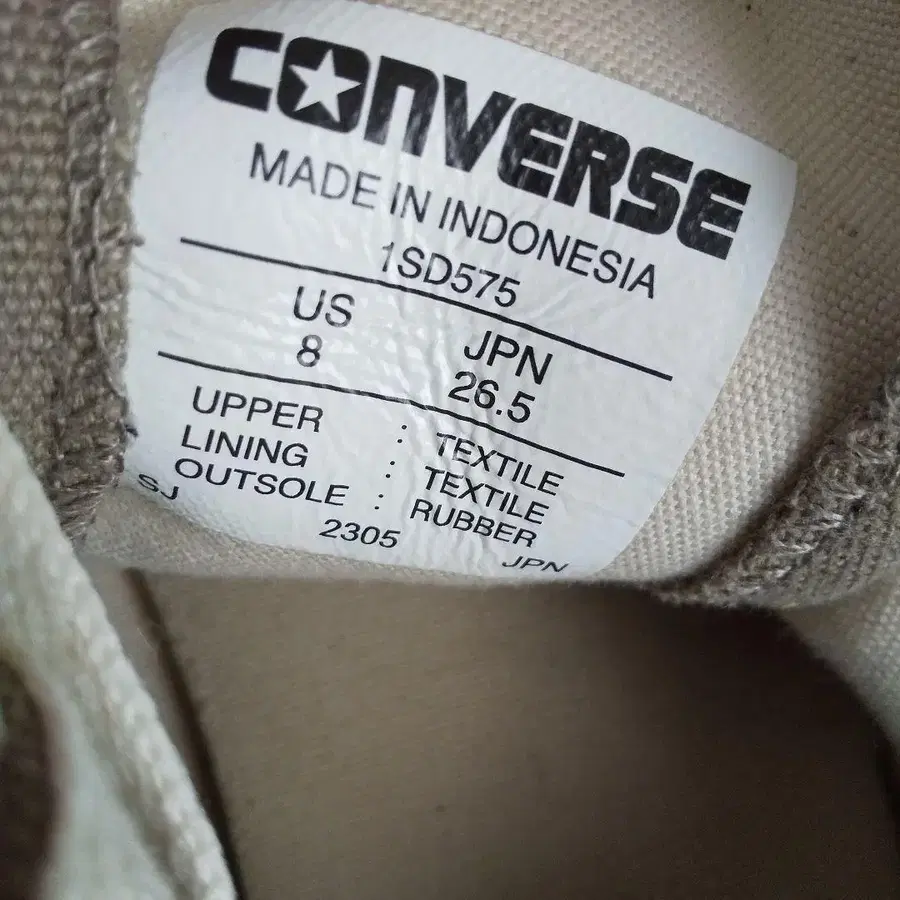 CONVERSE
MADE IN INDONESIA
1SD575
US JPN
8 26.5
UPPER : TEXTILE
LINING : TEXTILE
OUTSOLE : RUBBER
SJ 2305 JPN